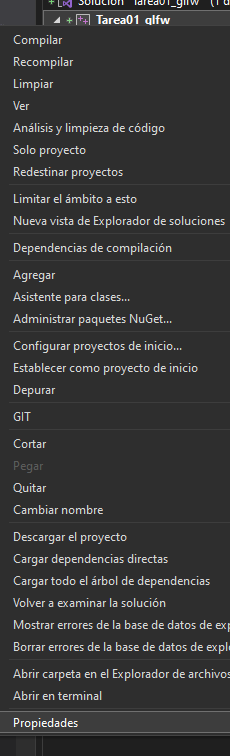 Solución "Tarea01_glfw" (1 d
Tarea01_glfw
Compilar
Recompilar
Limpiar
Ver
Análisis y limpieza de código
Solo proyecto
Redestinar proyectos
Limitar el ámbito a esto
Nueva vista de Explorador de soluciones
Dependencias de compilación
Agregar
Asistente para clases...
Administrar paquetes NuGet...
Configurar proyectos de inicio...
Establecer como proyecto de inicio
Depurar
GIT
Cortar
Pegar
Quitar
Cambiar nombre
Descargar el proyecto
Cargar dependencias directas
Cargar todo el árbol de dependencias
Volver a examinar la solución
Mostrar errores de la base de datos de exp
Borrar errores de la base de datos de expl
Abrir carpeta en el Explorador de archivos
Abrir en terminal
Propiedades